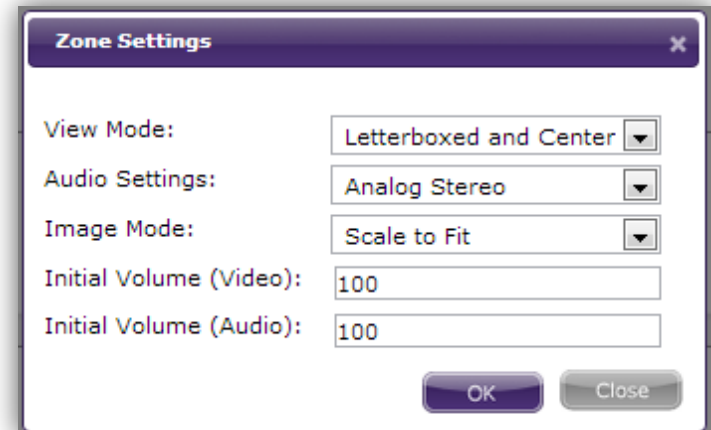 Zone Settings
View Mode: Letterboxed and Center
Audio Settings: Analog Stereo
Image Mode: Scale to Fit
Initial Volume (Video): 100
Initial Volume (Audio): 100
OK Close